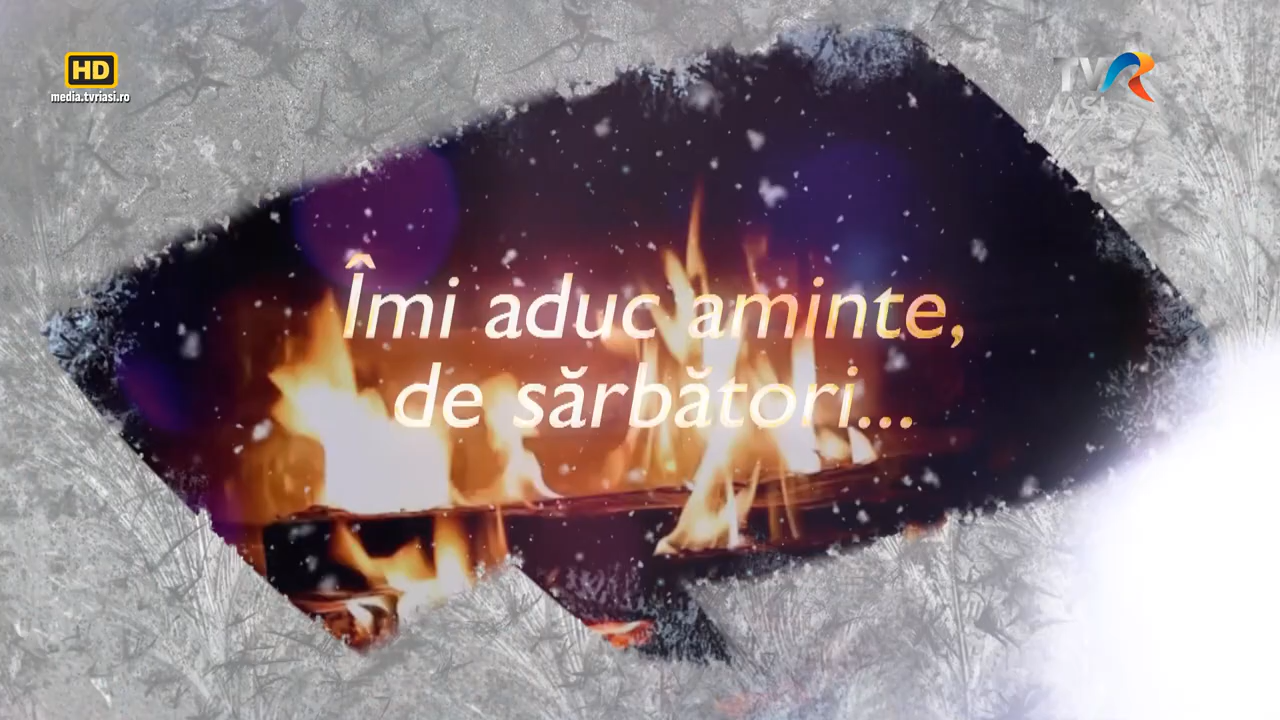 HD
media.tvriasi.ro
TVR
IAȘI
Îmi aduc aminte,
de sărbători...